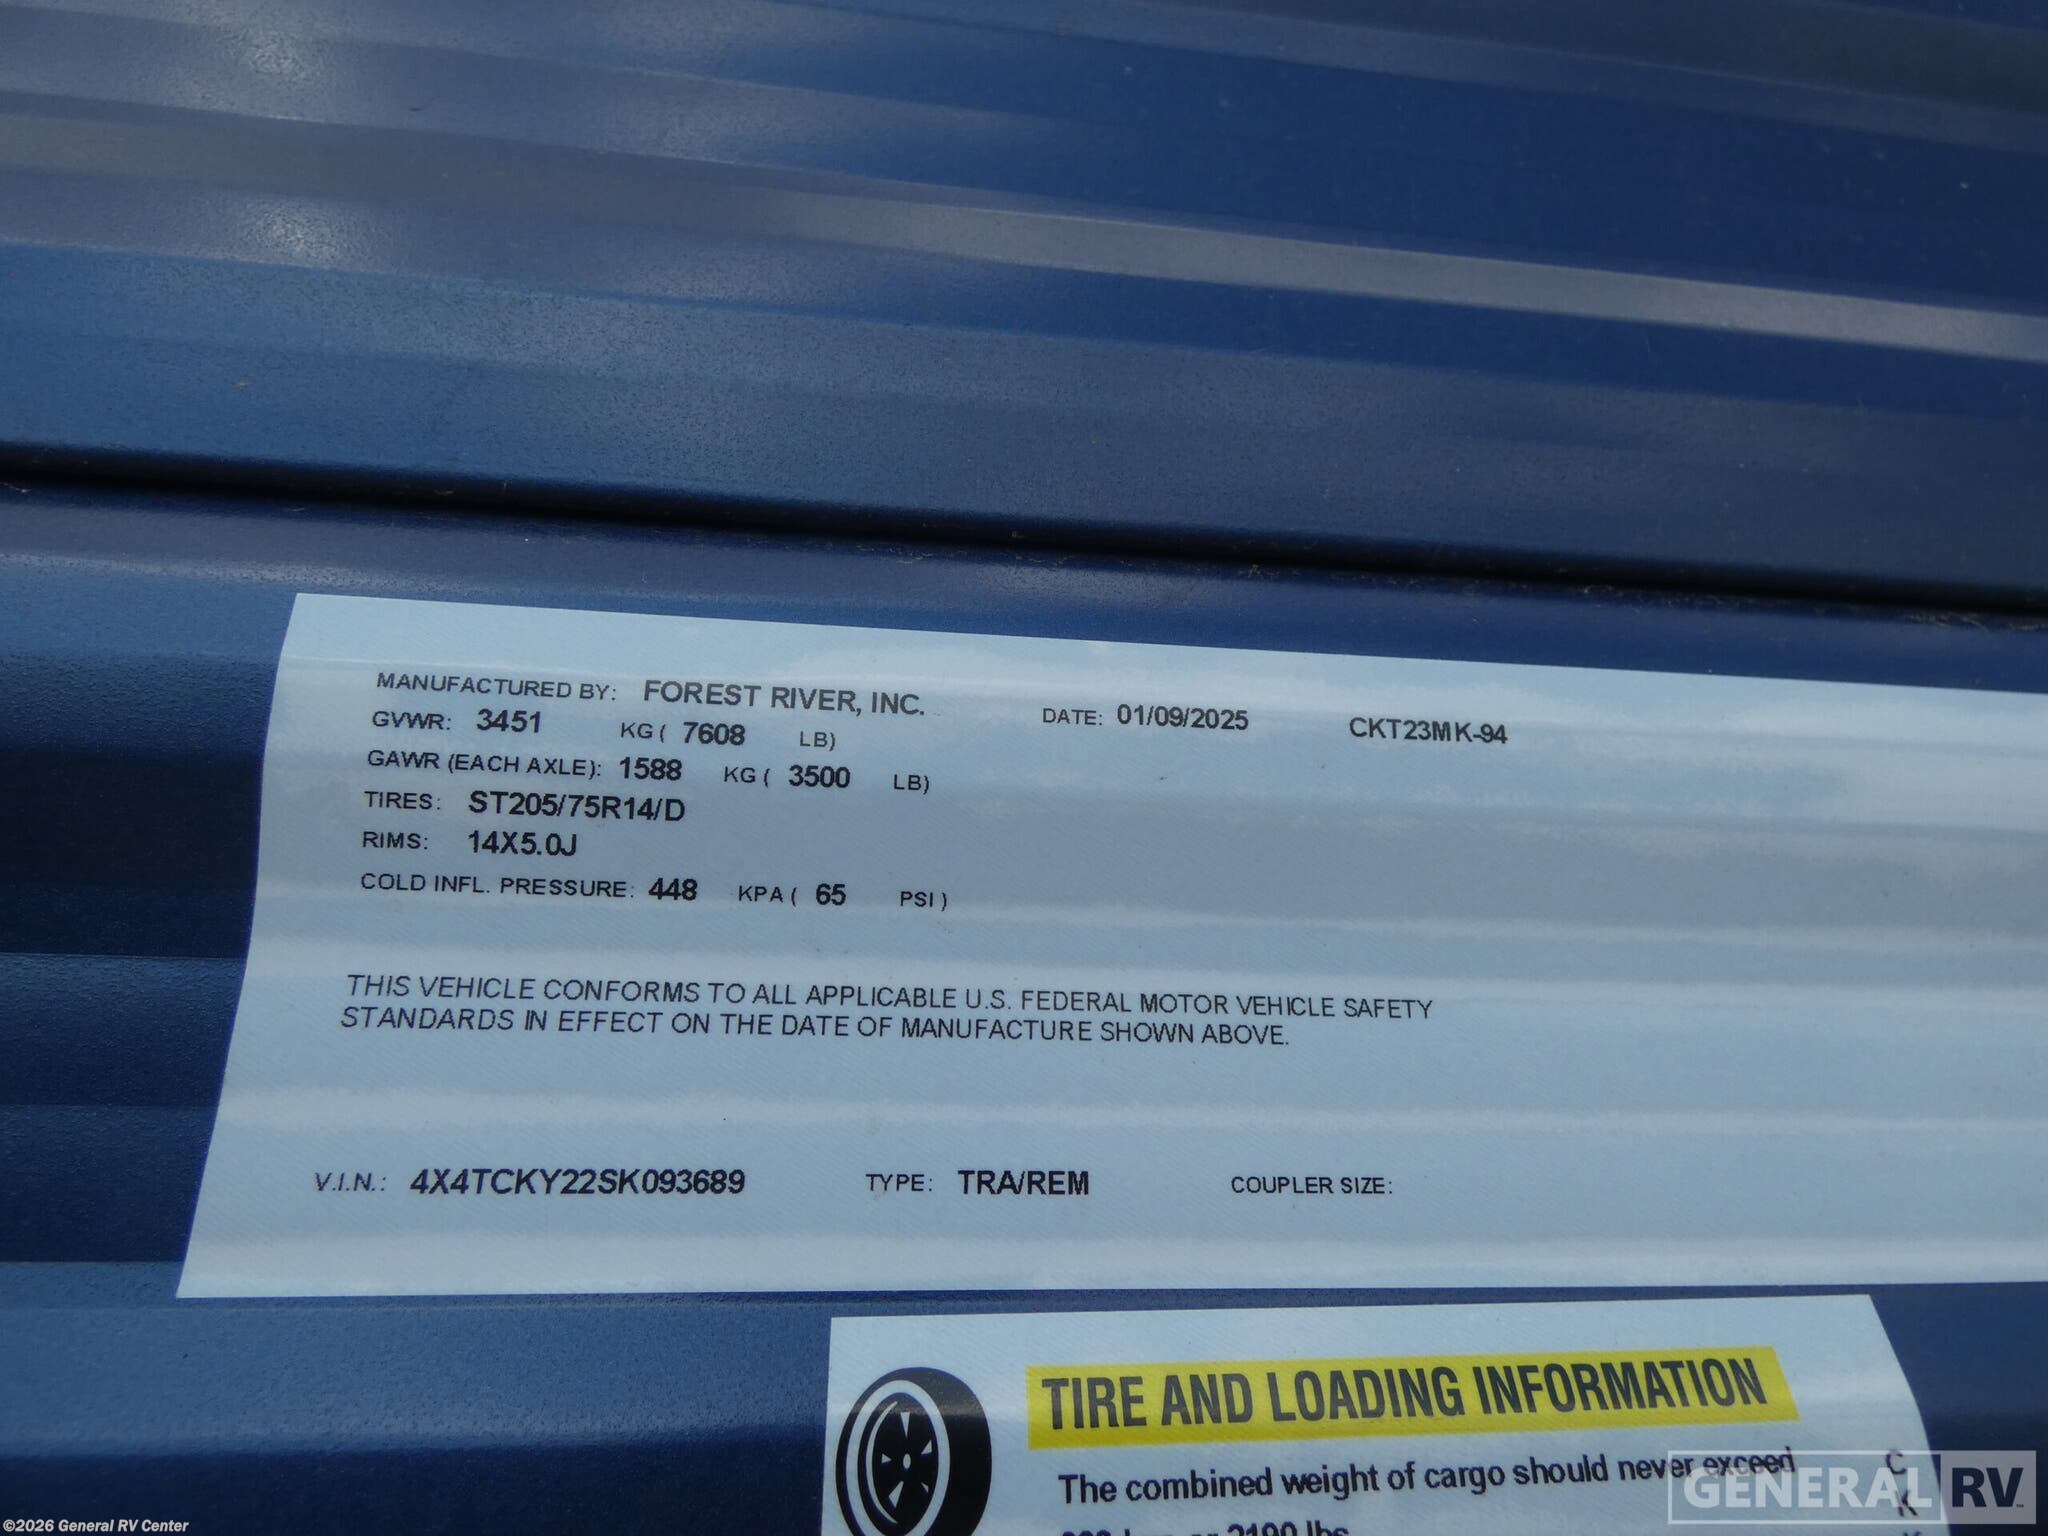 MANUFACTURED BY: FOREST RIVER, INC. DATE: 01/09/2025 CKT23MK-94
GVWR: 3451 KG ( 7608 LB)
GAWR (EACH AXLE): 1588 KG ( 3500 LB)
TIRES: ST205/75R14/D
RIMS: 14X5.0J
COLD INFL. PRESSURE: 448 KPA ( 65 PSI )
THIS VEHICLE CONFORMS TO ALL APPLICABLE U.S. FEDERAL MOTOR VEHICLE SAFETY
STANDARDS IN EFFECT ON THE DATE OF MANUFACTURE SHOWN ABOVE.
V.I.N.: 4X4TCKY22SK093689 TYPE: TRA/REM COUPLER SIZE:
TIRE AND LOADING INFORMATION
The combined weight of cargo should never exceed
GENERAL RV
©2026 General RV Center